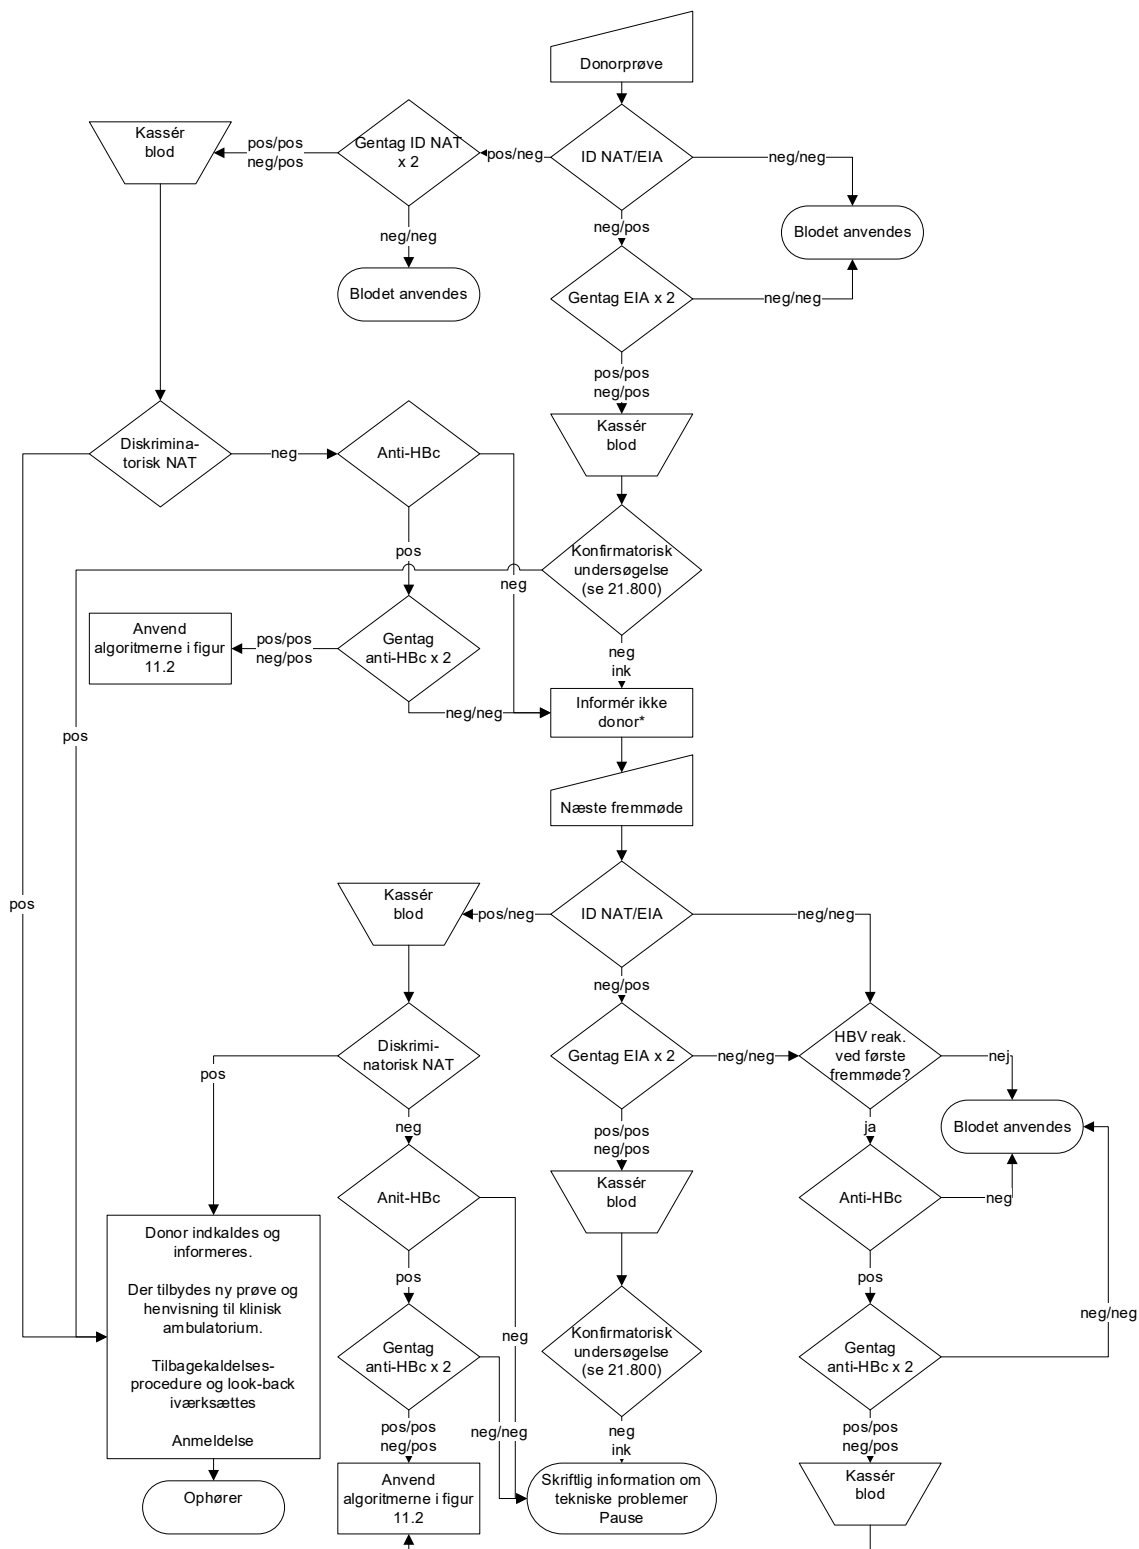 Donorprøve
Kassér
blod
pos/pos
neg/pos
Gentag ID NAT
x 2
pos/neg
ID NAT/EIA
neg/neg
neg/neg
Blodet anvendes
neg/pos
Blodet anvendes
Gentag EIA x 2
neg/neg
pos/pos
neg/pos
Kassér
blod
Diskrimina-
torisk NAT
neg
Anti-HBc
pos
neg
Konfirmatorisk
undersøgelse
(se 21.800)
Anvend
algoritmerne i figur
11.2
pos/pos
neg/pos
Gentag
anti-HBc x 2
neg
ink
neg/neg
Informér ikke
donor*
pos
Næste fremmøde
pos
Kassér
blod
pos/neg
ID NAT/EIA
neg/neg
neg/pos
pos
Diskrimi-
natorisk NAT
Gentag EIA x 2
neg/neg
HBV reak.
ved første
fremmøde?
nej
neg
pos/pos
neg/pos
ja
Blodet anvendes
Anit-HBc
Kassér
blod
Anti-HBc
neg
Donor indkaldes og
informeres.
Der tilbydes ny prøve og
henvisning til klinisk
ambulatorium.
Tilbagekaldelses-
procedure og look-back
iværksættes
Anmeldelse
pos
pos
neg/neg
Gentag
anti-HBc x 2
neg
Konfirmatorisk
undersøgelse
(se 21.800)
Gentag
anti-HBc x 2
pos/pos
neg/pos
neg/neg
neg
ink
pos/pos
neg/pos
Ophører
Anvend
algoritmerne i figur
11.2
Skriftlig information om
tekniske problemer
Pause
Kassér
blod